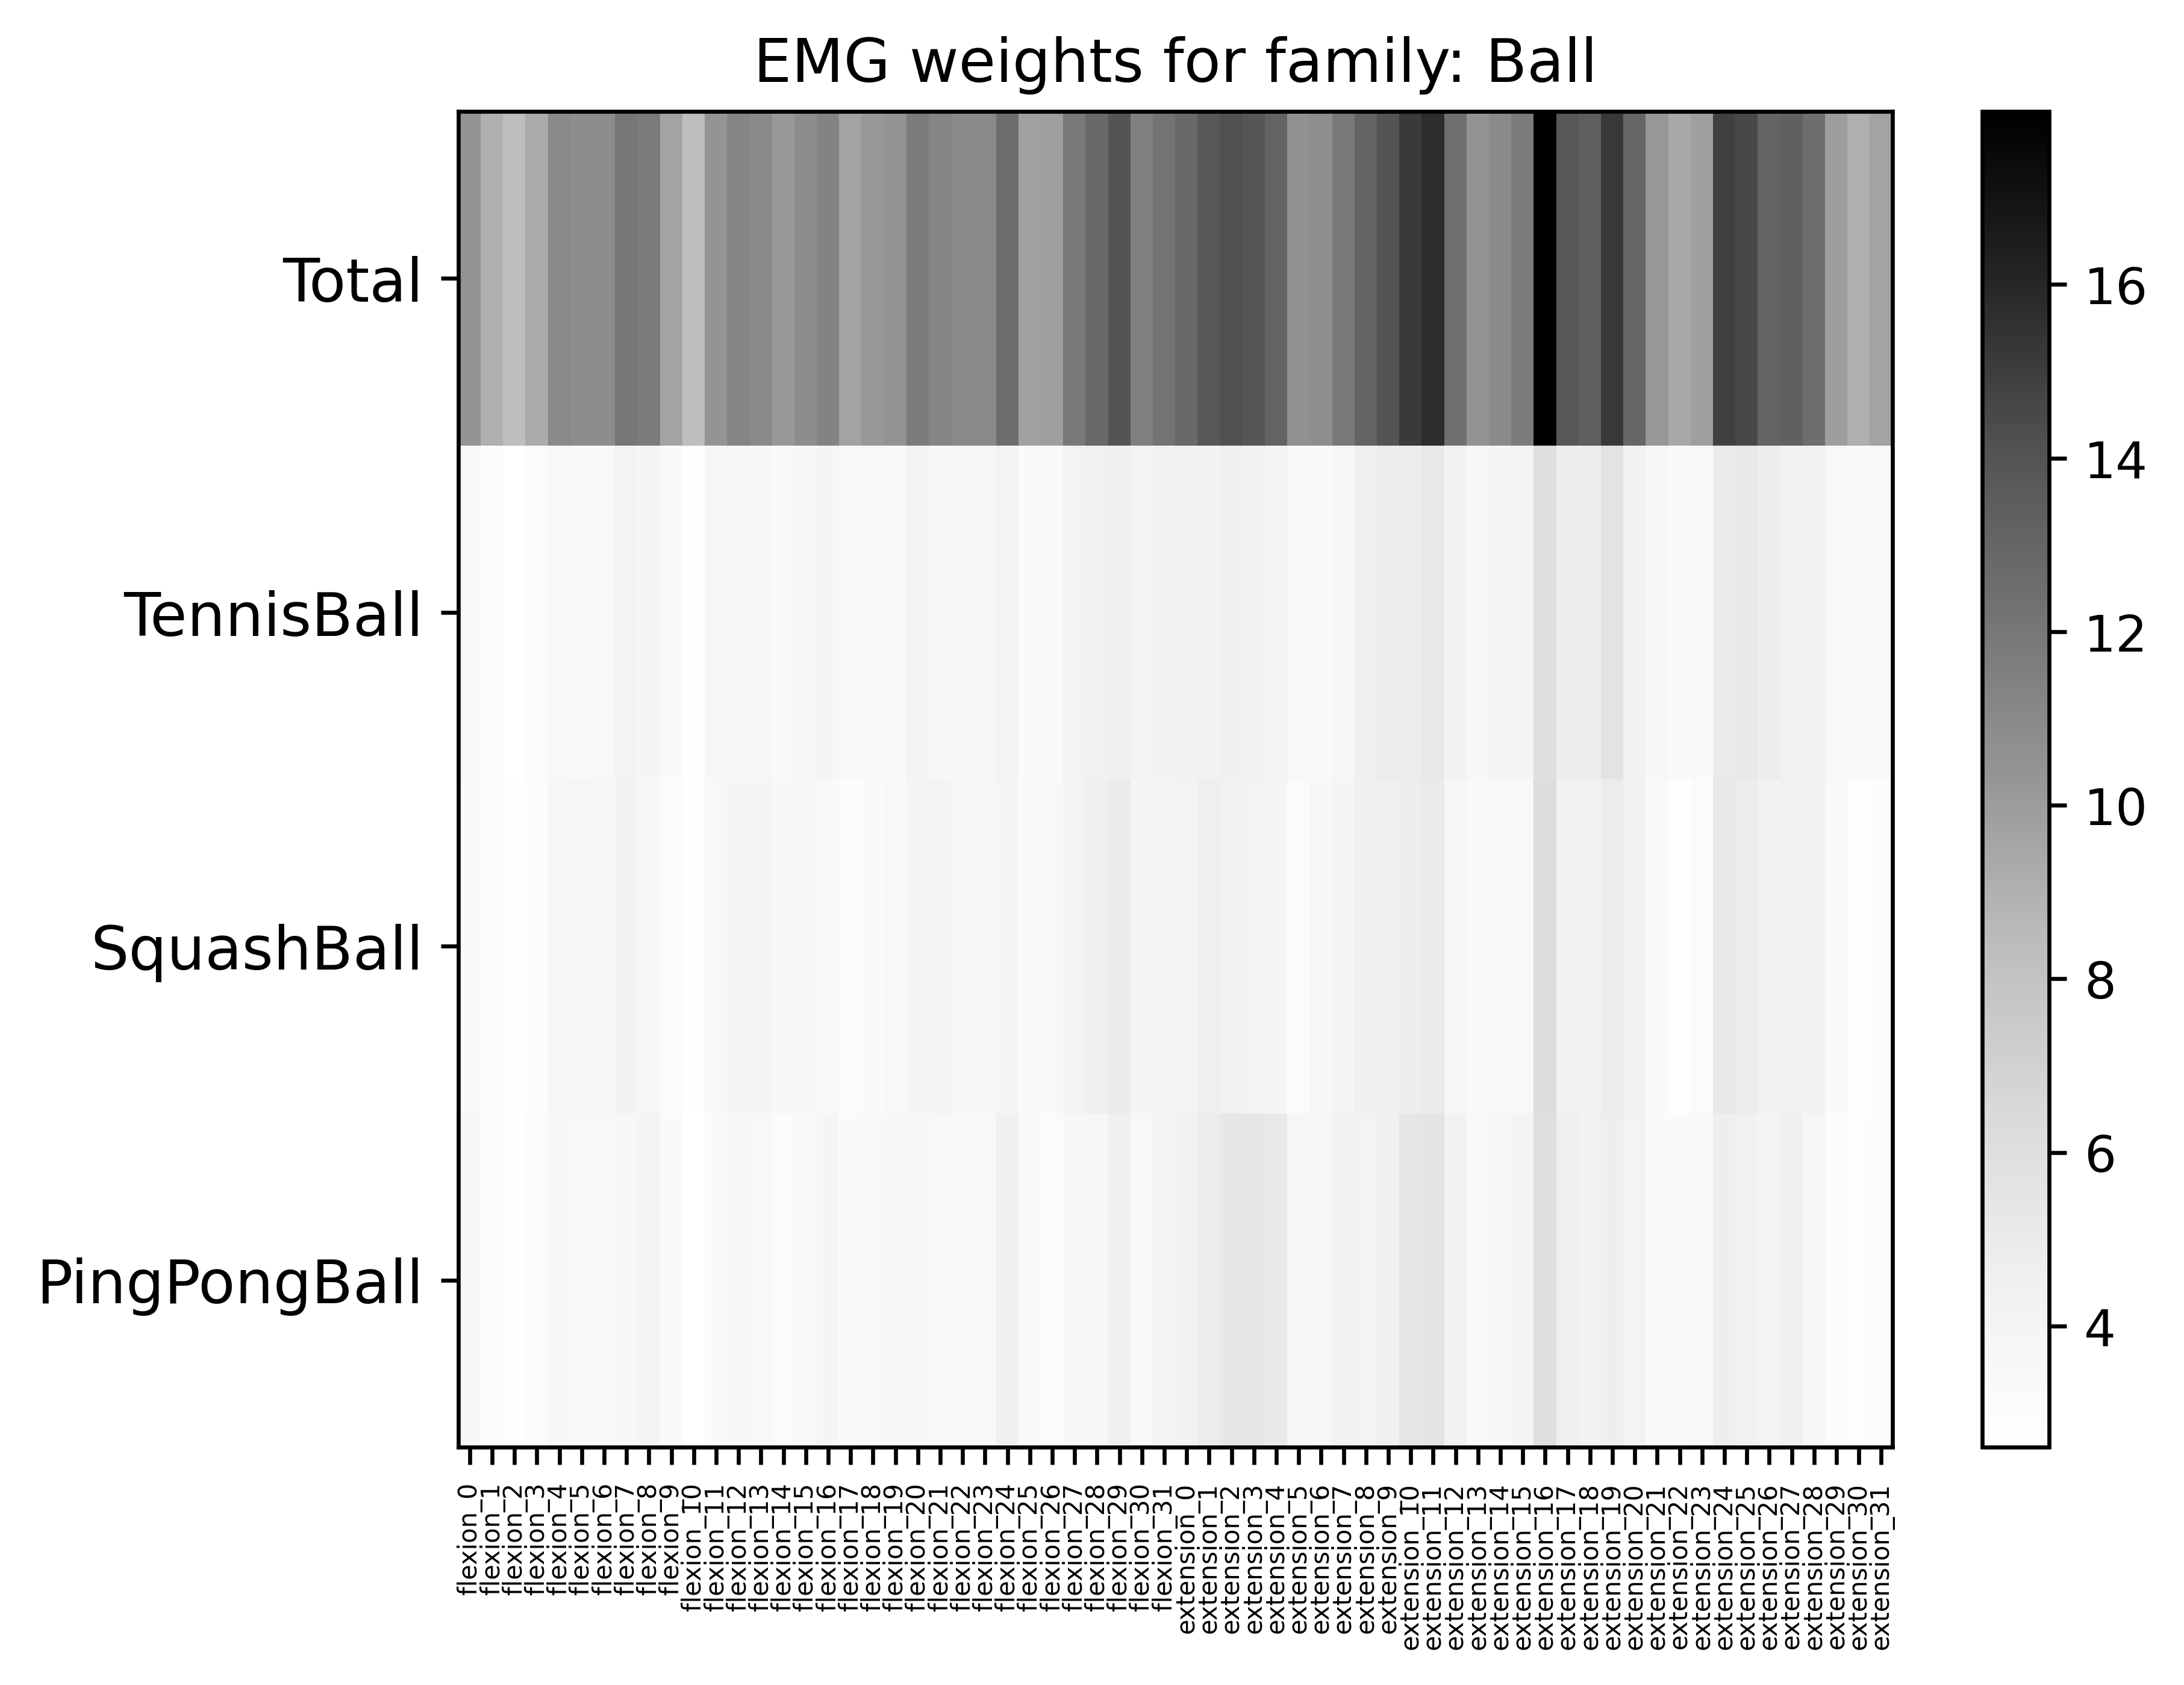 EMG weights for family: Ball
Total
TennisBall
SquashBall
PingPongBall
16
14
12
10
8
6
4
flexion_0
flexion_1
flexion_2
flexion_3
flexion_4
flexion_5
flexion_6
flexion_7
flexion_8
flexion_9
flexion_10
flexion_11
flexion_12
flexion_13
flexion_14
flexion_15
flexion_16
flexion_17
flexion_18
flexion_19
flexion_20
flexion_21
flexion_22
flexion_23
flexion_24
flexion_25
flexion_26
flexion_27
flexion_28
flexion_29
flexion_30
flexion_31
extension_0
extension_1
extension_2
extension_3
extension_4
extension_5
extension_6
extension_7
extension_8
extension_9
extension_10
extension_11
extension_12
extension_13
extension_14
extension_15
extension_16
extension_17
extension_18
extension_19
extension_20
extension_21
extension_22
extension_23
extension_24
extension_25
extension_26
extension_27
extension_28
extension_29
extension_30
extension_31